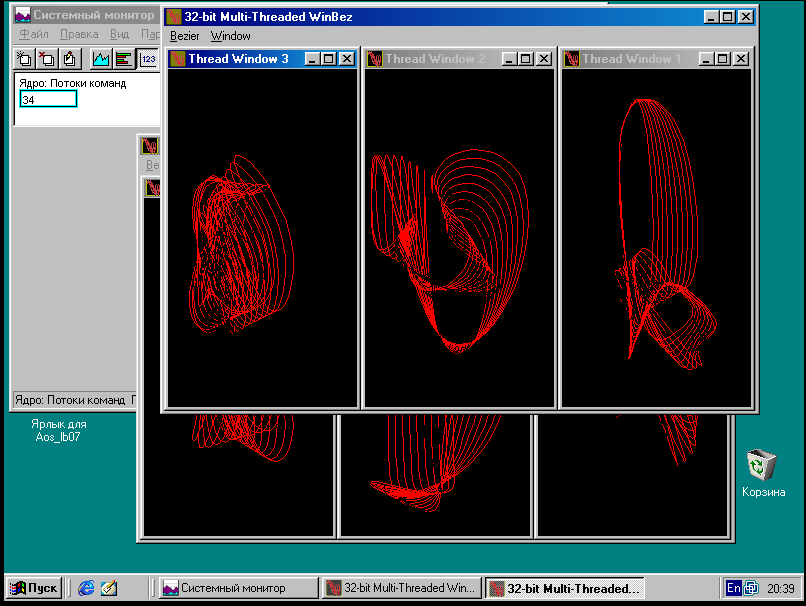 Системный монитор
Файл Правка Вид
123
Ядро: Потоки команд
34
Ядро: Потоки команд
32-bit Multi-Threaded WinBez
Bezier Window
Thread Window 3
Thread Window 2
Thread Window 1
Ярлык для
Aos_lb07
Корзина
Пуск
Системный монитор
32-bit Multi-Threaded Win...
32-bit Multi-Threaded...
En
20:39